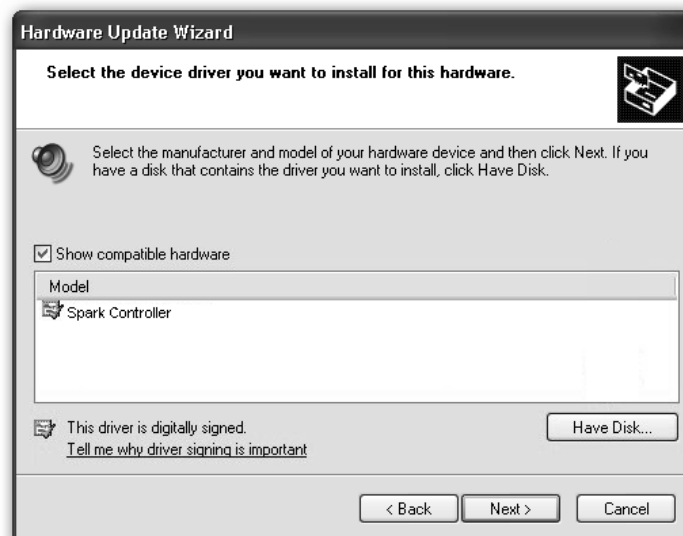 Hardware Update Wizard
Select the device driver you want to install for this hardware.
Select the manufacturer and model of your hardware device and then click Next. If you
have a disk that contains the driver you want to install, click Have Disk.
Show compatible hardware
Model
Spark Controller
This driver is digitally signed.
Have Disk...
Tell me why driver signing is important
< Back
Next >
Cancel